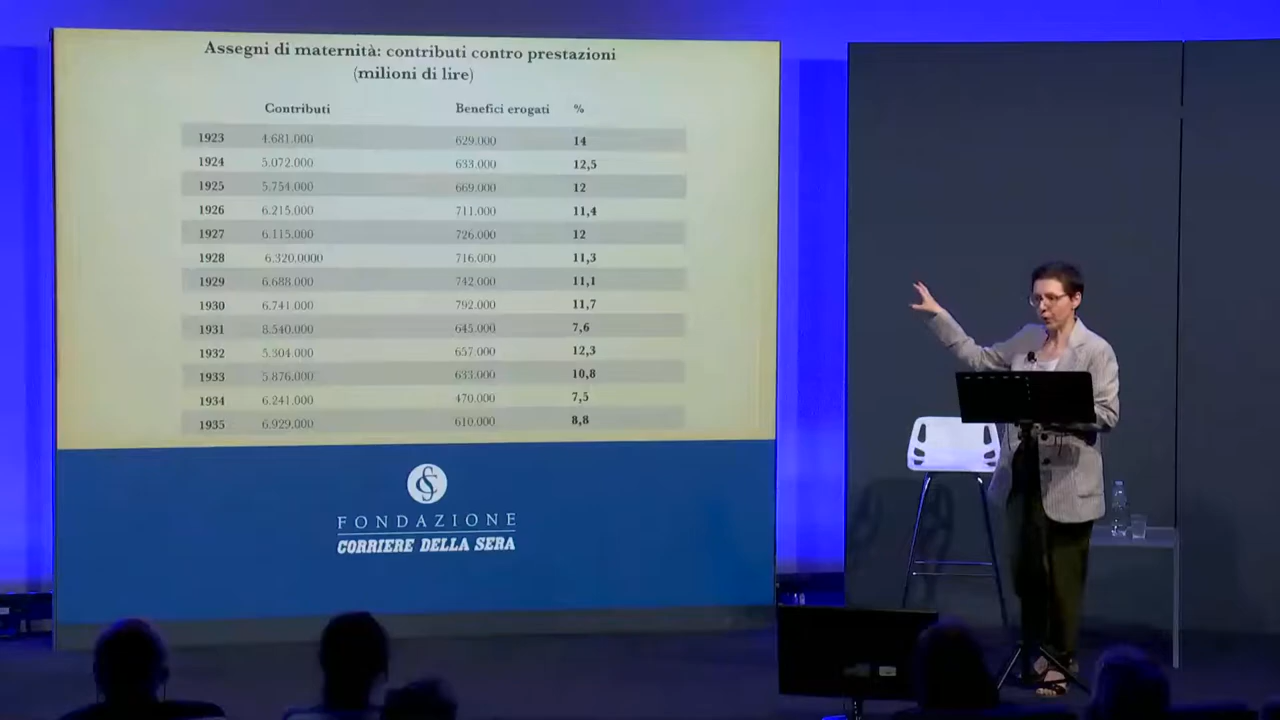 Assegni di maternità: contributi contro prestazioni
(milioni di lire)
Contributi Benefici erogati %
1923 4.681.000 629.000 14
1924 5.072.000 633.000 12,5
1925 5.754.000 669.000 12
1926 6.215.000 711.000 11,4
1927 6.115.000 726.000 12
1928 6.320.0000 716.000 11,3
1929 6.688.000 742.000 11,1
1930 6.741.000 792.000 11,7
1931 8.540.000 645.000 7,6
1932 5.304.000 657.000 12,3
1933 5.876.000 633.000 10,8
1934 6.241.000 470.000 7,5
1935 6.929.000 610.000 8,8
FONDAZIONE
CORRIERE DELLA SERA